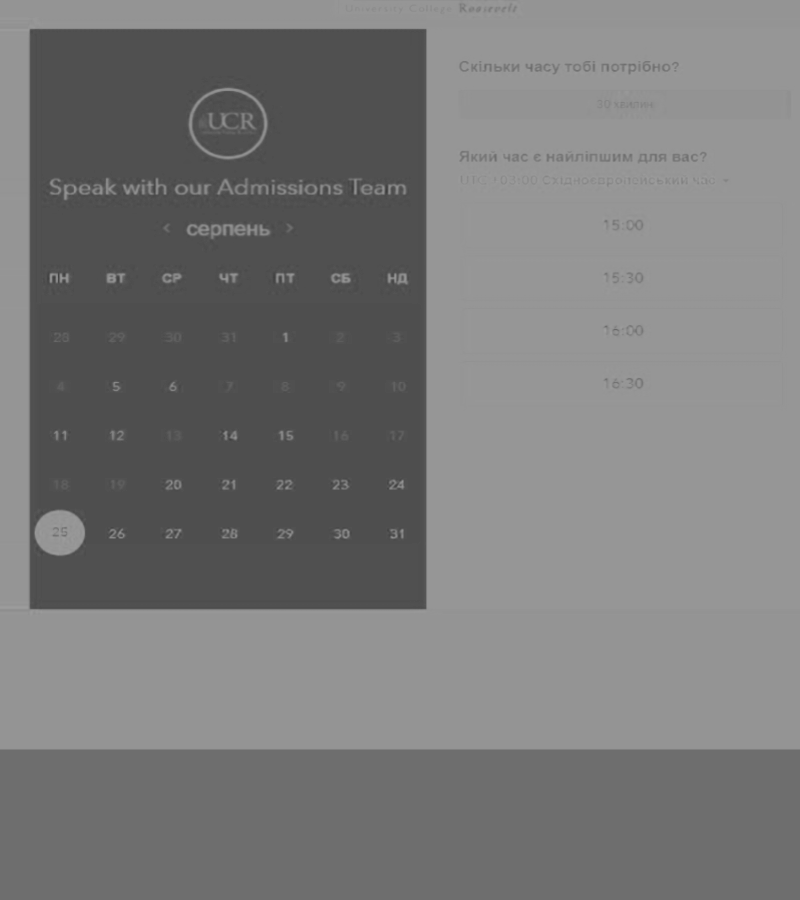 University College Roosevelt
UCR
Speak with our Admissions Team
< серпень >
ПН ВТ СР ЧТ ПТ СБ НД
28 29 30 31 1 2 3
4 5 6 7 8 9 10
11 12 13 14 15 16 17
18 19 20 21 22 23 24
25 26 27 28 29 30 31
Скільки часу тобі потрібно?
30 минин
Який час є найліпшим для вас?
UTC +03:00 Східноєвропейський час
15:00
15:30
16:00
16:30